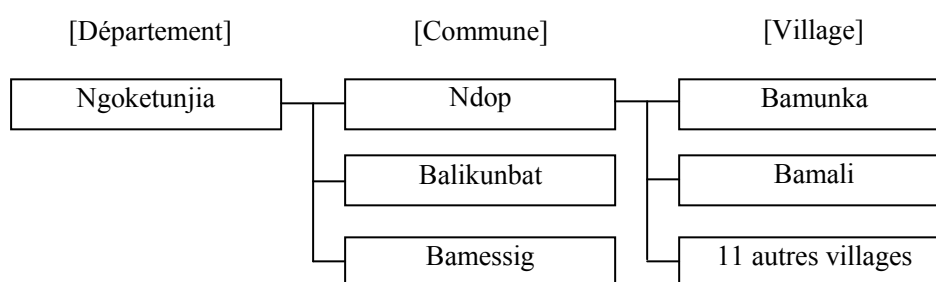 [Département] [Commune] [Village]
Ngoketunjia Ndop Bamunka
Balikunbat Bamali
Bamessig 11 autres villages